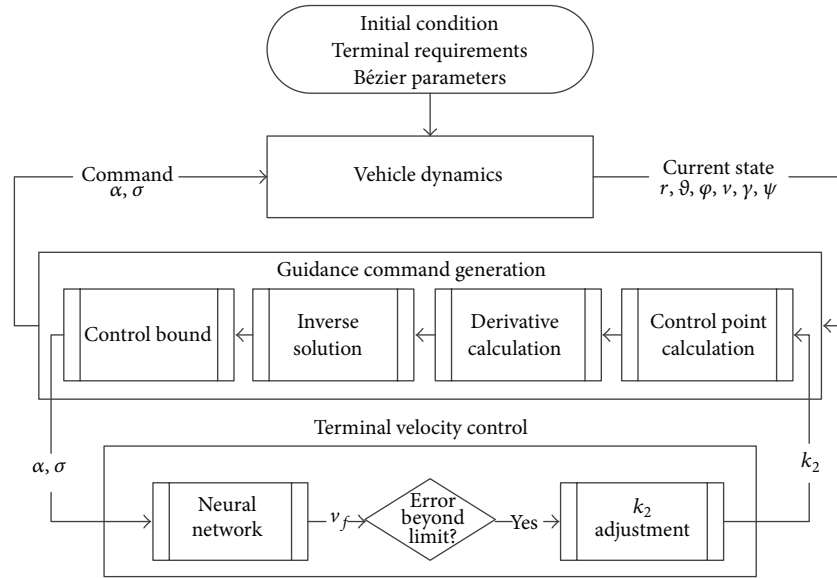 Initial condition
Terminal requirements
Bézier parameters
Command
α, σ
Vehicle dynamics
Current state
r, ϑ, φ, v, γ, ψ
Guidance command generation
Control bound
Inverse
solution
Derivative
calculation
Control point
calculation
Terminal velocity control
α, σ
k₂
Neural
network
v_f
Error
beyond
limit?
Yes
k₂
adjustment